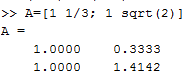 >> A=[1 1/3; 1 sqrt(2)]
A =
1.0000 0.3333
1.0000 1.4142